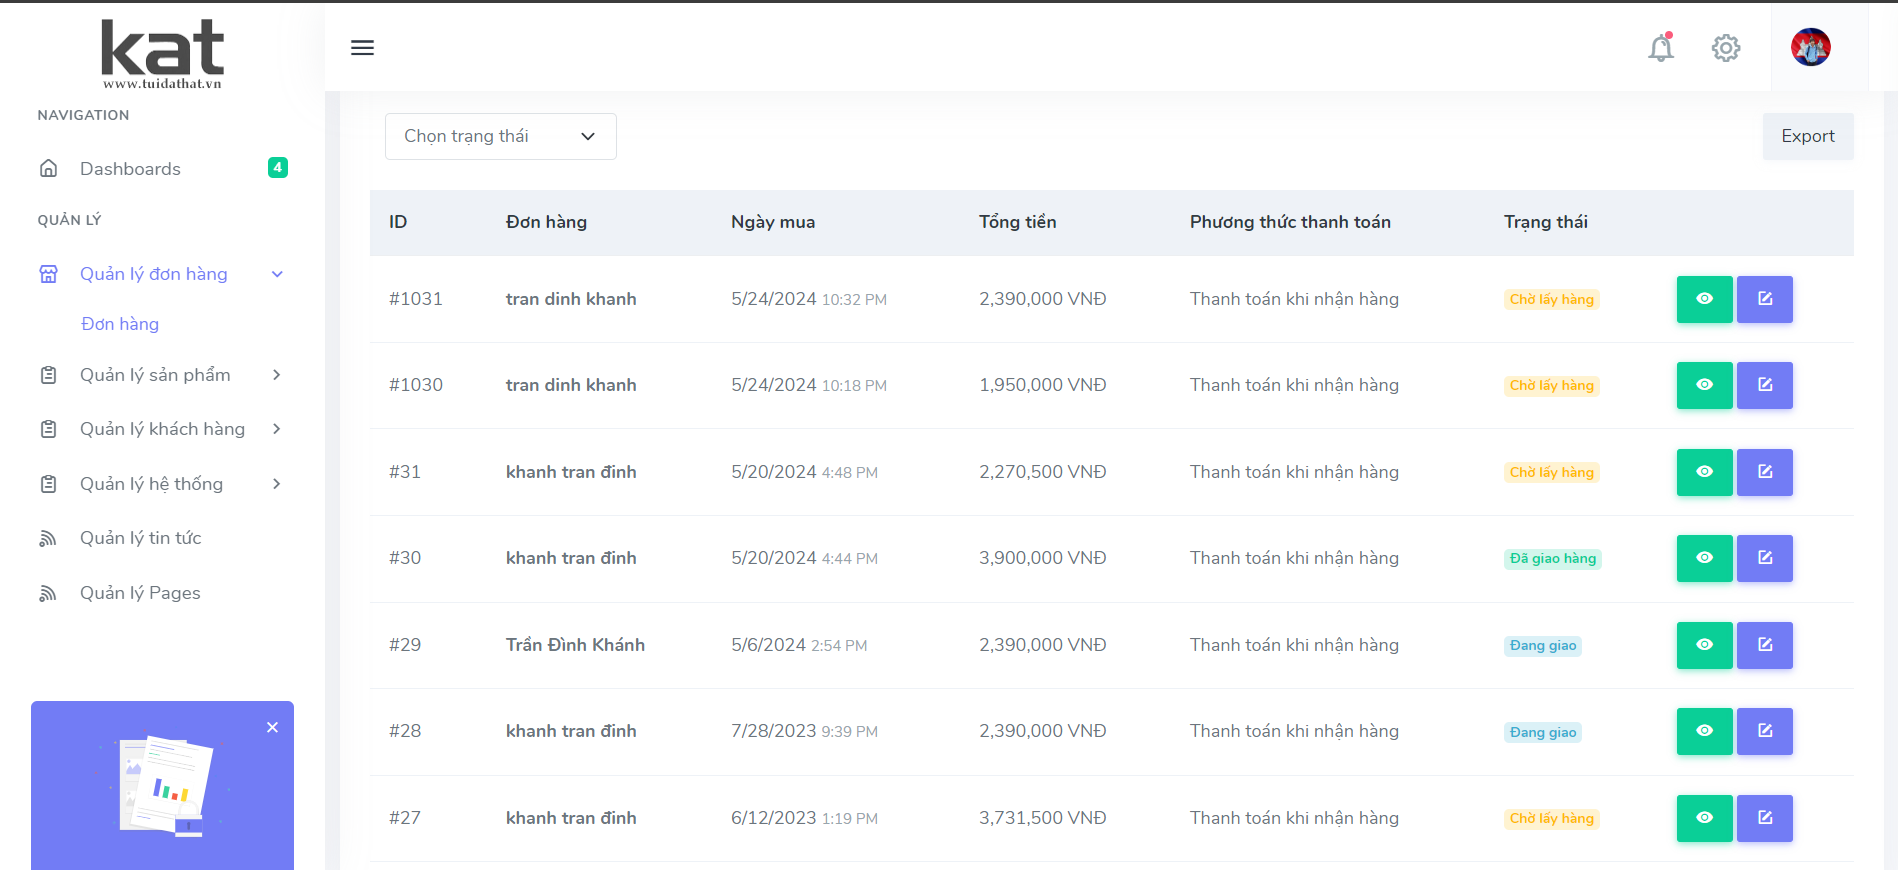 kat
www.tuidathat.vn
NAVIGATION
Dashboards 4
QUẢN LÝ
Quản lý đơn hàng
Đơn hàng
Quản lý sản phẩm
Quản lý khách hàng
Quản lý hệ thống
Quản lý tin tức
Quản lý Pages
Chọn trạng thái
Export
ID Đơn hàng Ngày mua Tổng tiền Phương thức thanh toán Trạng thái
#1031 tran dinh khanh 5/24/2024 10:32 PM 2,390,000 VNĐ Thanh toán khi nhận hàng Chờ lấy hàng
#1030 tran dinh khanh 5/24/2024 10:18 PM 1,950,000 VNĐ Thanh toán khi nhận hàng Chờ lấy hàng
#31 khanh tran đinh 5/20/2024 4:48 PM 2,270,500 VNĐ Thanh toán khi nhận hàng Chờ lấy hàng
#30 khanh tran đinh 5/20/2024 4:44 PM 3,900,000 VNĐ Thanh toán khi nhận hàng Đã giao hàng
#29 Trần Đình Khánh 5/6/2024 2:54 PM 2,390,000 VNĐ Thanh toán khi nhận hàng Đang giao
#28 khanh tran đinh 7/28/2023 9:39 PM 2,390,000 VNĐ Thanh toán khi nhận hàng Đang giao
#27 khanh tran đinh 6/12/2023 1:19 PM 3,731,500 VNĐ Thanh toán khi nhận hàng Chờ lấy hàng